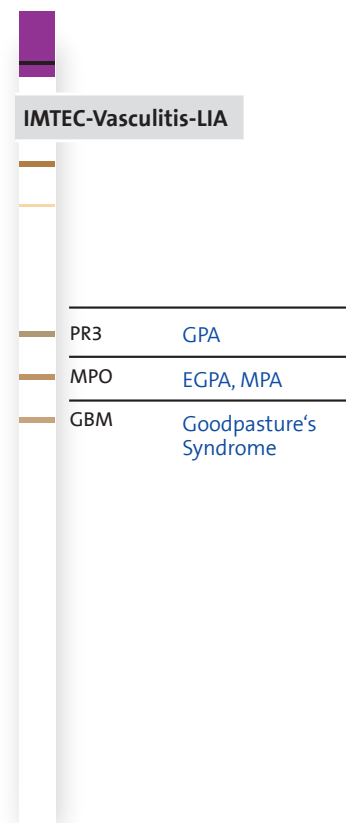 IMTEC-Vasculitis-LIA
PR3 GPA
MPO EGPA, MPA
GBM Goodpasture‘s
Syndrome